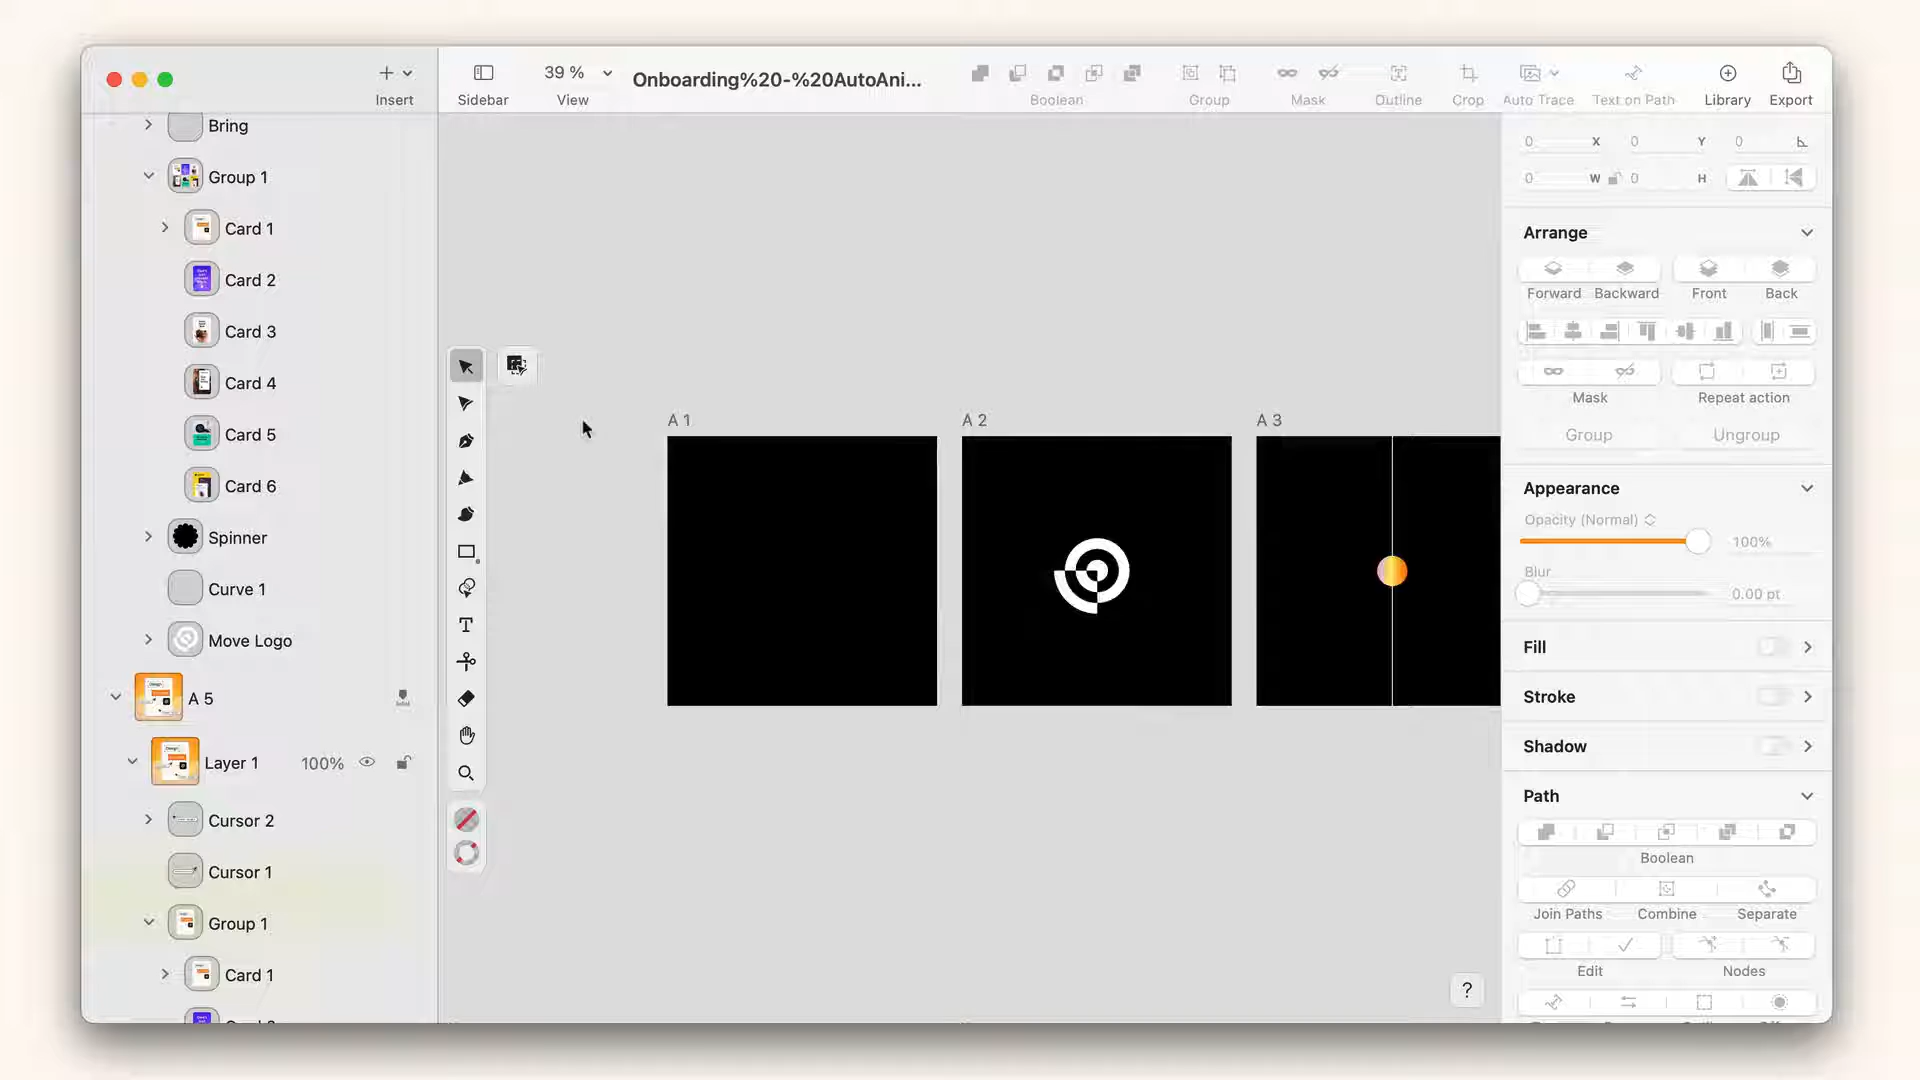 Insert
Sidebar
39 %
View
Onboarding%20-%20AutoAni...
Boolean
Group
Mask
Outline
Crop
Auto Trace
Text on Path
Library
Export
Bring
Group 1
Card 1
Card 2
Card 3
Card 4
Card 5
Card 6
Spinner
Curve 1
Move Logo
A 5
Layer 1
100%
Cursor 2
Cursor 1
Group 1
Card 1
A 1
A 2
A 3
T
?
0 X 0 Y 0
0 W 0 H
Arrange
Forward
Backward
Front
Back
Mask
Repeat action
Group
Ungroup
Appearance
Opacity (Normal)
100%
Blur
0.00 pt
Fill
Stroke
Shadow
Path
Boolean
Join Paths
Combine
Separate
Edit
Nodes